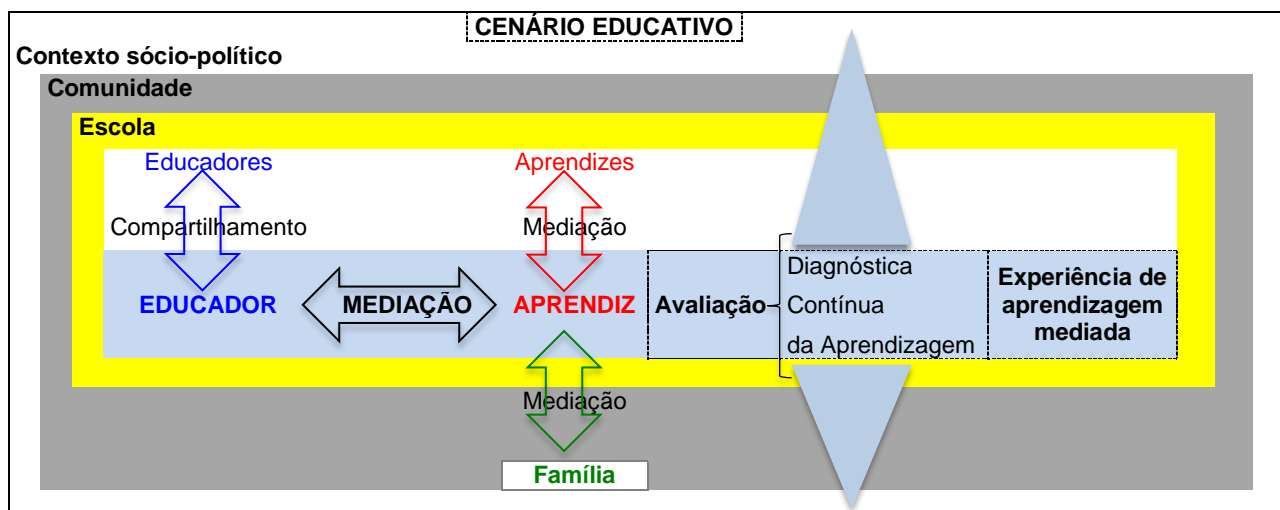 CENÁRIO EDUCATIVO
Contexto sócio-político
Comunidade
Escola
Educadores
Aprendizes
Compartilhamento
Mediação
EDUCADOR
MEDIAÇÃO
APRENDIZ
Avaliação
Diagnóstica
Contínua
da Aprendizagem
Experiência de
aprendizagem
mediada
Mediação
Família